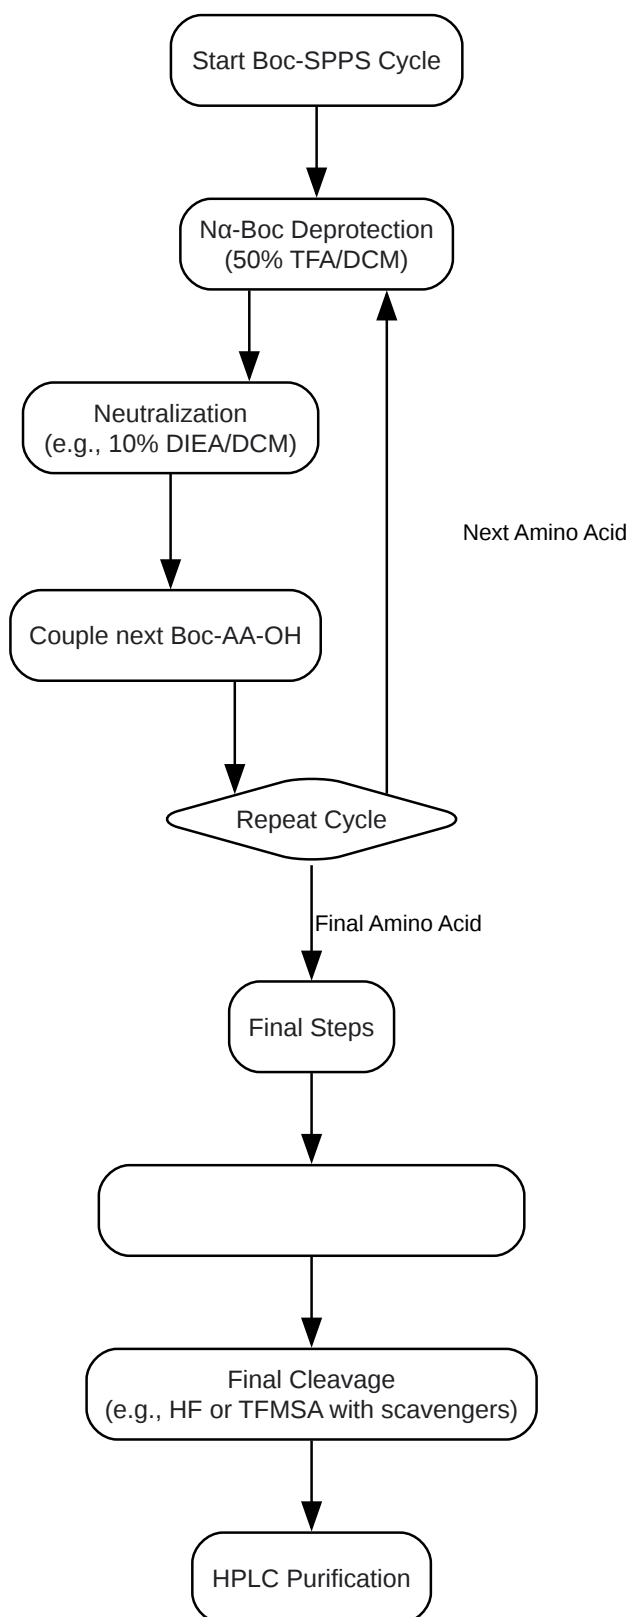 Start Boc-SPPS Cycle
Nα-Boc Deprotection
(50% TFA/DCM)
Neutralization
(e.g., 10% DIEA/DCM)
Next Amino Acid
Couple next Boc-AA-OH
Repeat Cycle
Final Amino Acid
Final Steps
Final Cleavage
(e.g., HF or TFMSA with scavengers)
HPLC Purification